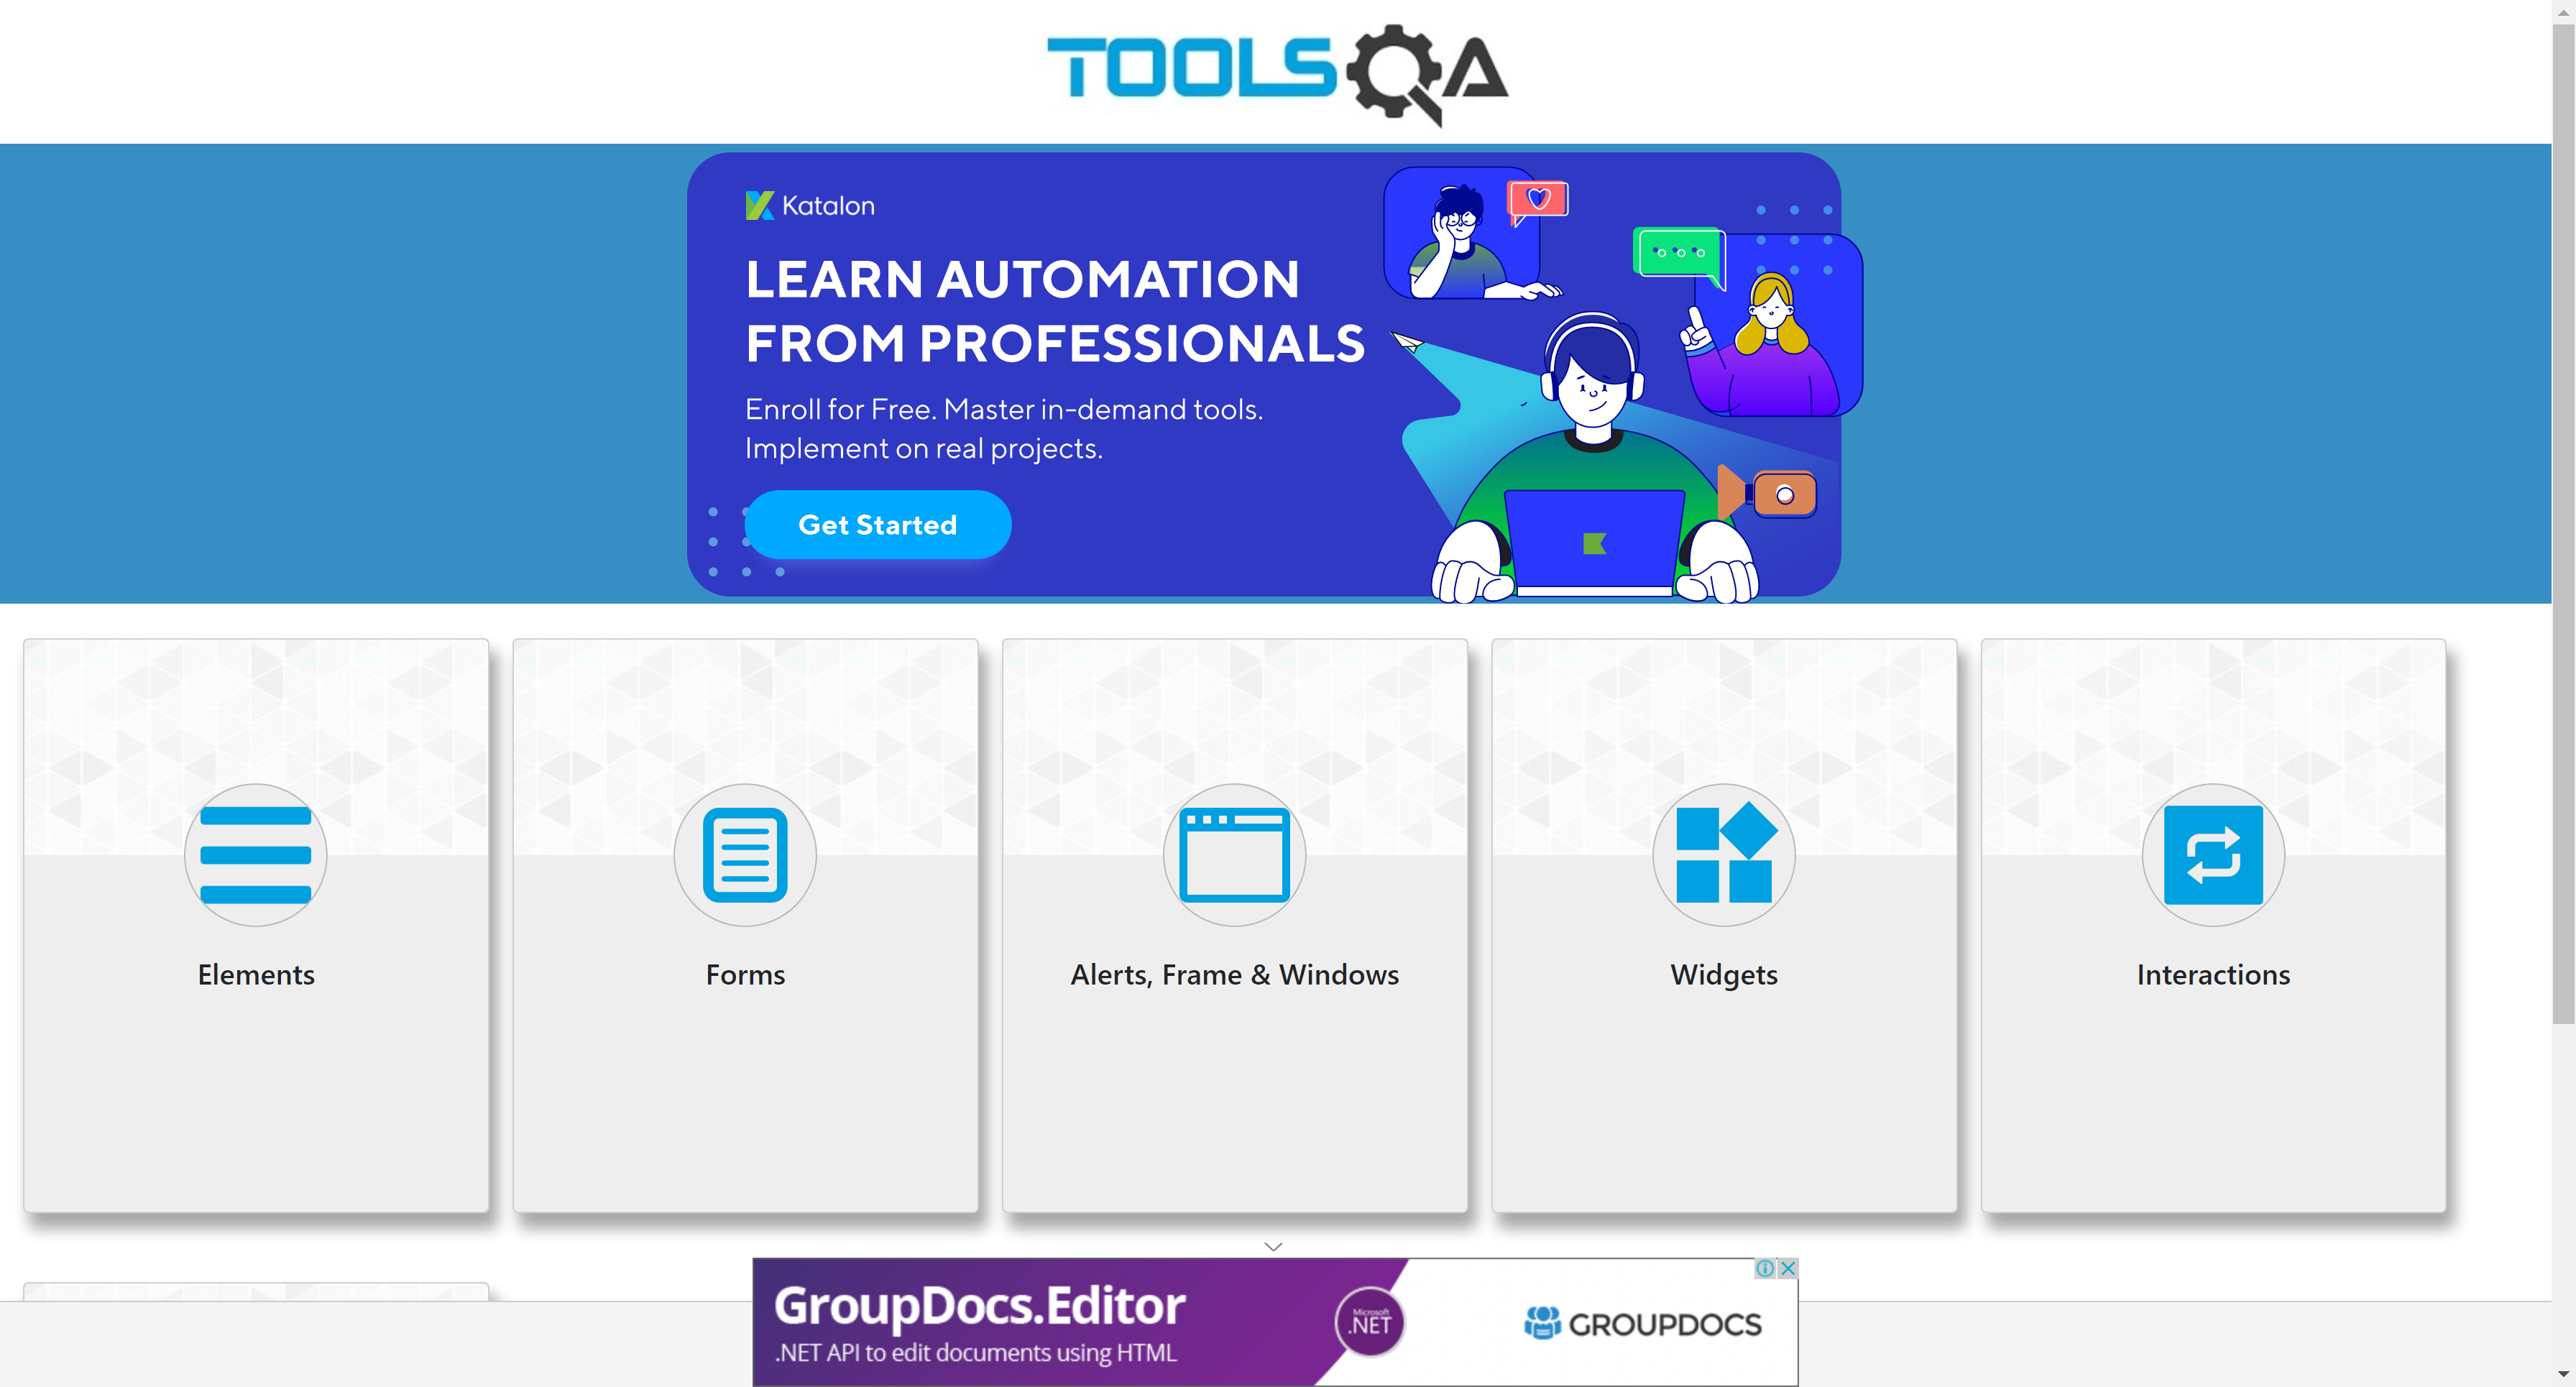 TOOLSQA
Katalon
LEARN AUTOMATION
FROM PROFESSIONALS
Enroll for Free. Master in-demand tools.
Implement on real projects.
Get Started
Elements
Forms
Alerts, Frame & Windows
Widgets
Interactions
GroupDocs.Editor
.NET API to edit documents using HTML
Microsoft
.NET
GROUPDOCS